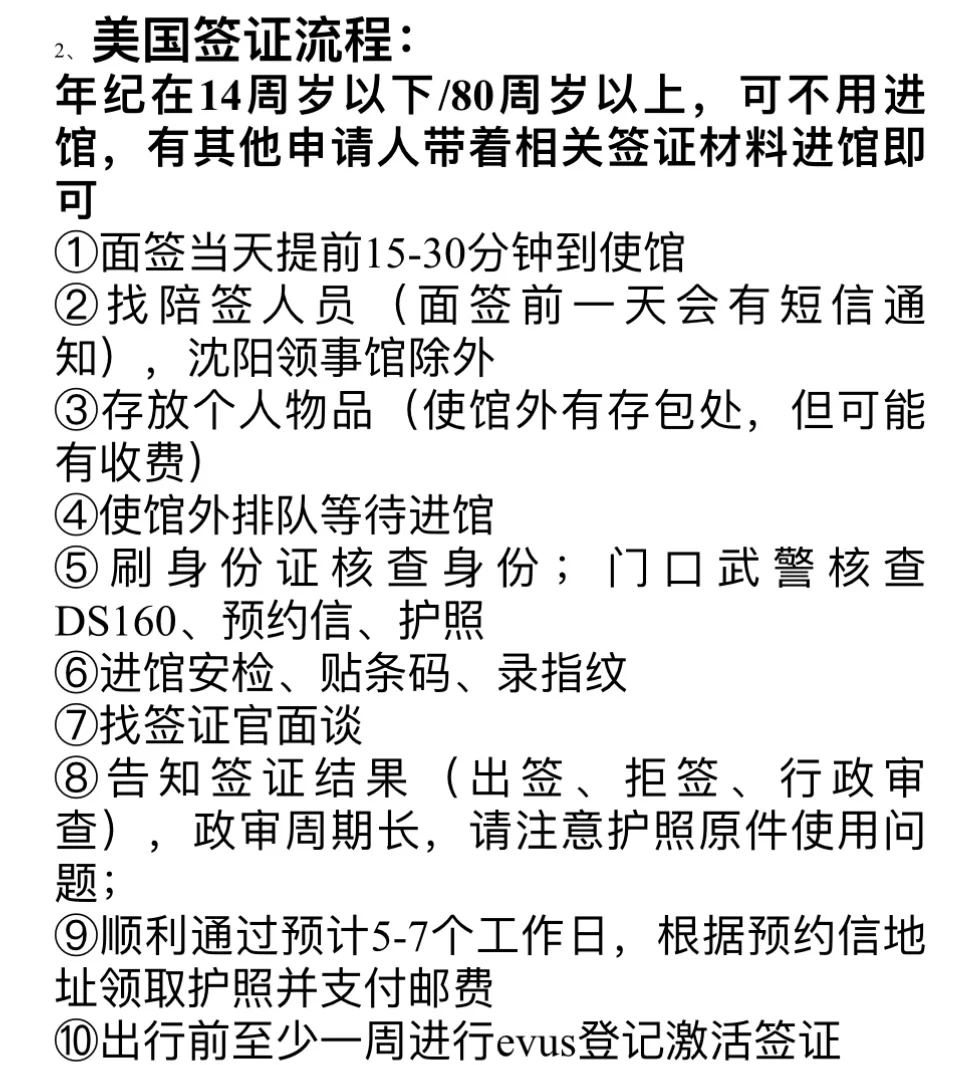 2、美国签证流程：
年纪在14周岁以下/80周岁以上，可不用进
馆，有其他申请人带着相关签证材料进馆即
可
①面签当天提前15-30分钟到使馆
②找陪签人员（面签前一天会有短信通
知），沈阳领事馆除外
③存放个人物品（使馆外有存包处，但可能
有收费）
④使馆外排队等待进馆
⑤刷身份证核查身份；门口武警核查
DS160、预约信、护照
⑥进馆安检、贴条码、录指纹
⑦找签证官面谈
⑧告知签证结果（出签、拒签、行政审
查），政审周期长，请注意护照原件使用问
题；
⑨顺利通过预计5-7个工作日，根据预约信地
址领取护照并支付邮费
⑩出行前至少一周进行evus登记激活签证